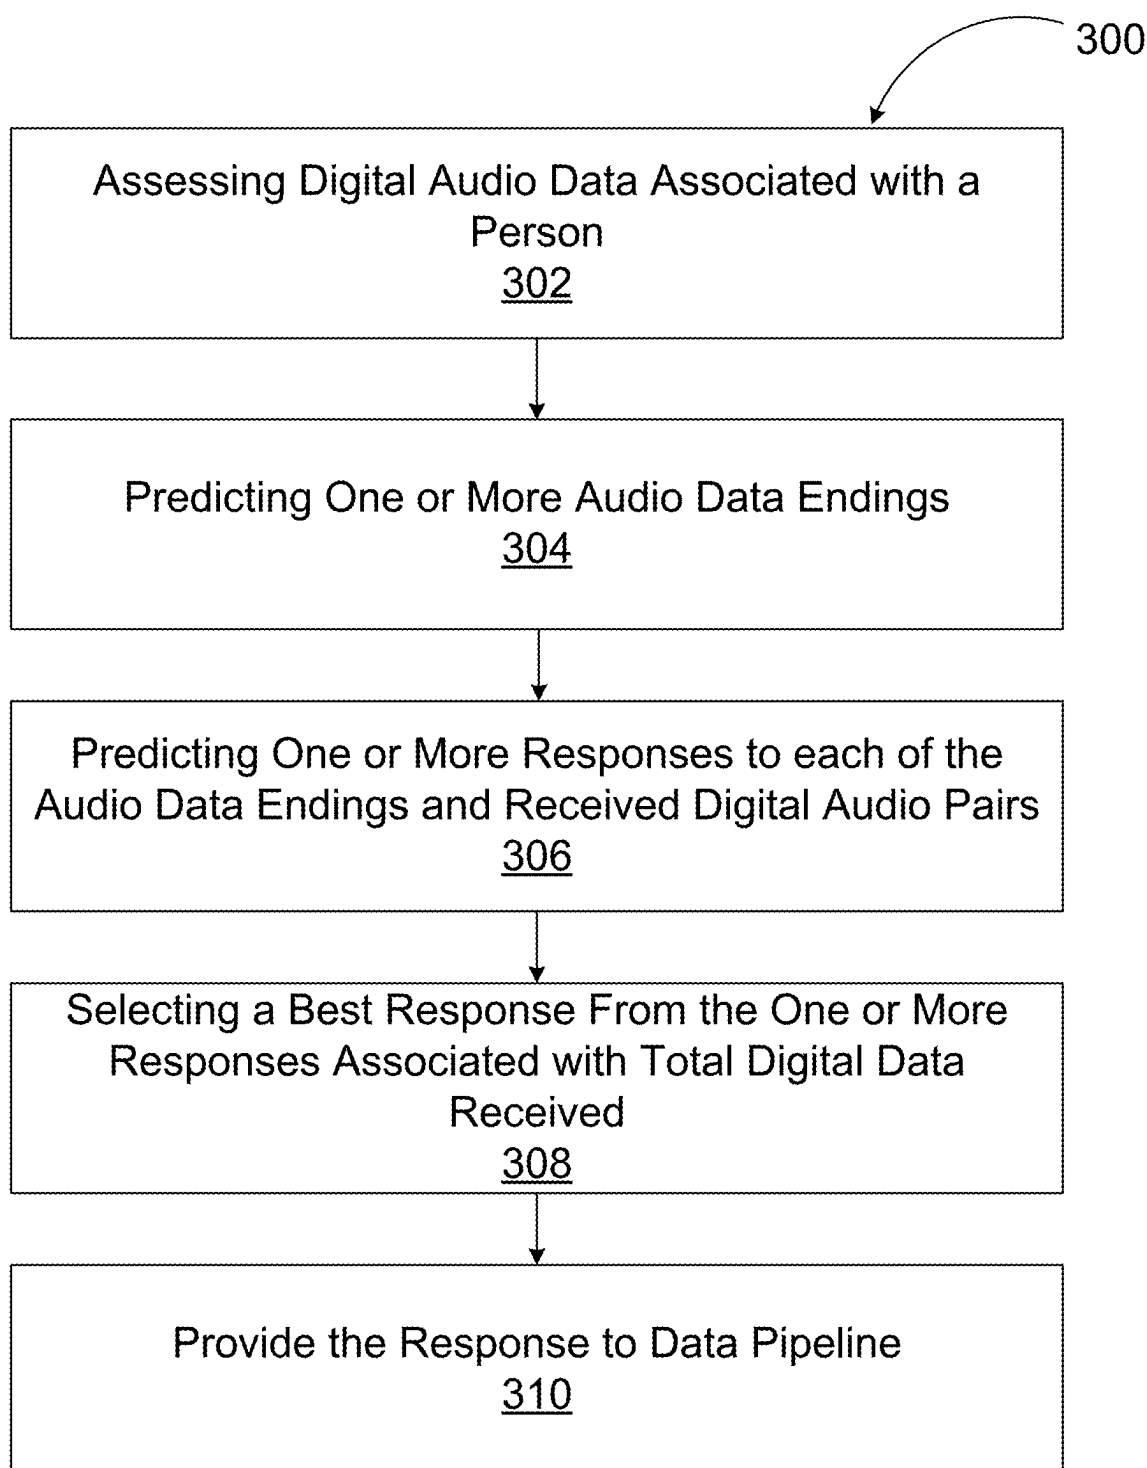 300
Assessing Digital Audio Data Associated with a
Person
302
Predicting One or More Audio Data Endings
304
Predicting One or More Responses to each of the
Audio Data Endings and Received Digital Audio Pairs
306
Selecting a Best Response From the One or More
Responses Associated with Total Digital Data
Received
308
Provide the Response to Data Pipeline
310